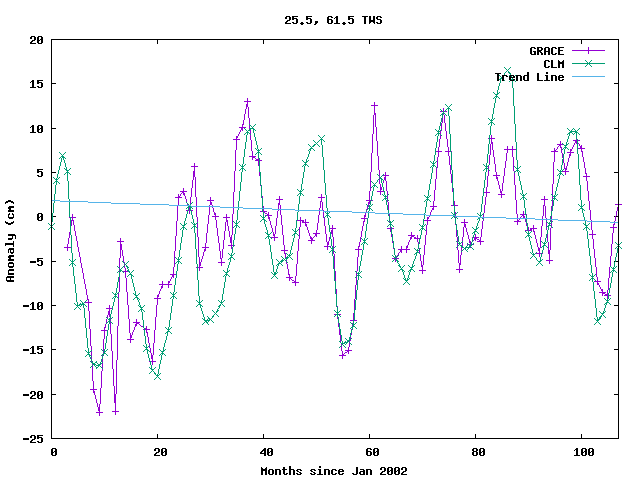 25.5, 61.5 TWS
GRACE
CLM
Trend Line
20
15
10
5
0
-5
-10
-15
-20
-25
Anomaly (cm)
0 20 40 60 80 100
Months since Jan 2002